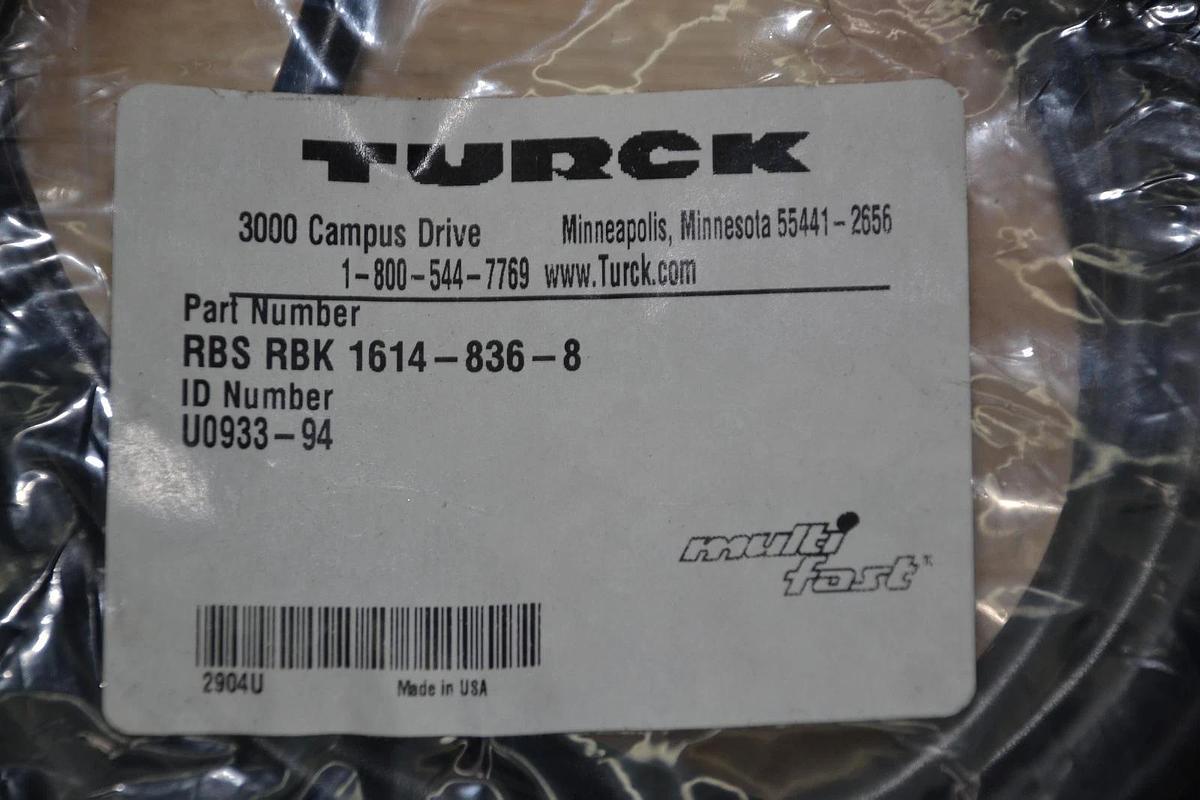 TURCK
3000 Campus Drive Minneapolis, Minnesota 55441-2656
1-800-544-7769 www.Turck.com
Part Number
RBS RBK 1614-836-8
ID Number
U0933-94
multi
fast®
2904U Made in USA